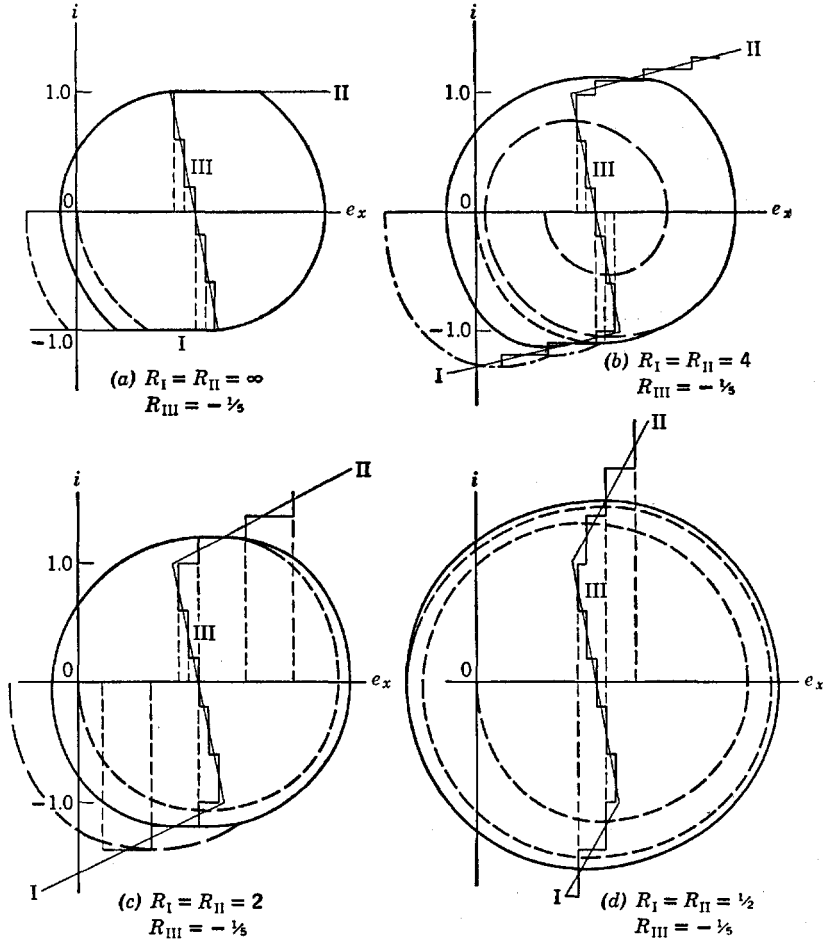 i
1.0
II
III
0
e_x
-1.0
I
(a) R_I = R_II = ∞
R_III = - 1/5
i
II
1.0
III
0
e_x
-1.0
I
(b) R_I = R_II = 4
R_III = - 1/5
i
II
1.0
III
0
e_x
-1.0
I
(c) R_I = R_II = 2
R_III = - 1/5
i
II
1.0
III
0
e_x
I
(d) R_I = R_II = 1/2
R_III = - 1/5